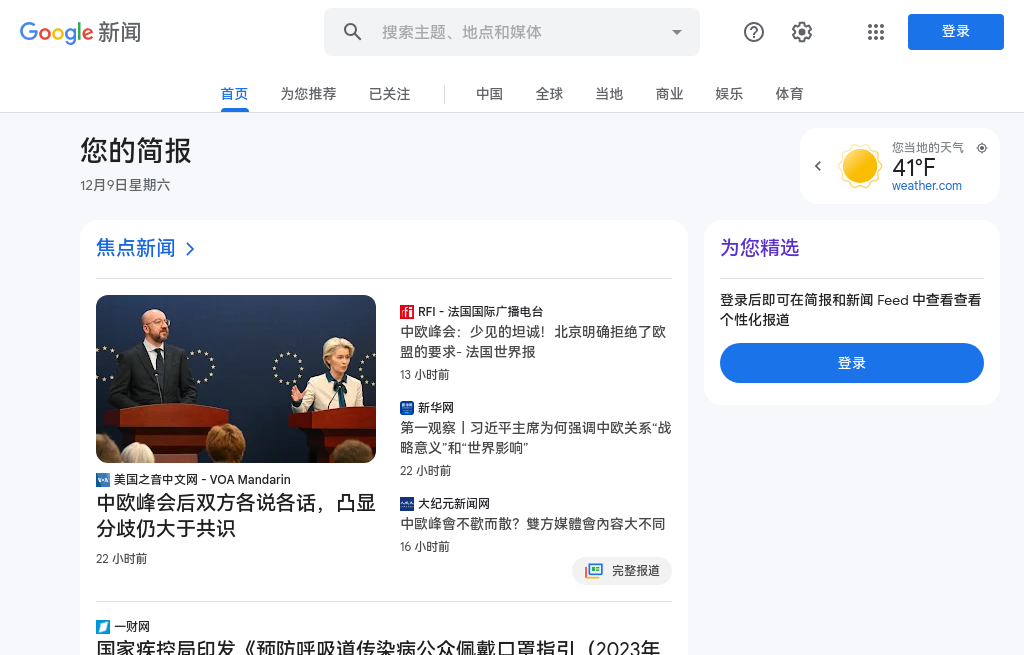 Google 新闻
搜索主题、地点和媒体
登录
首页
为您推荐
已关注
中国
全球
当地
商业
娱乐
体育
您的简报
12月9日星期六
您当地的天气
41°F
weather.com
焦点新闻
美国之音中文网 - VOA Mandarin
中欧峰会后双方各说各话，凸显
分歧仍大于共识
22 小时前
RFI - 法国国际广播电台
中欧峰会：少见的坦诚！北京明确拒绝了欧
盟的要求- 法国世界报
13 小时前
新华网
第一观察丨习近平主席为何强调中欧关系“战
略意义”和“世界影响”
22 小时前
大纪元新闻网
中歐峰會不歡而散？雙方媒體會內容大不同
16 小时前
完整报道
一财网
国家疾控局印发《预防呼吸道传染病公众佩戴口罩指引（2023年
为您精选
登录后即可在简报和新闻 Feed 中查看查看
个性化报道
登录